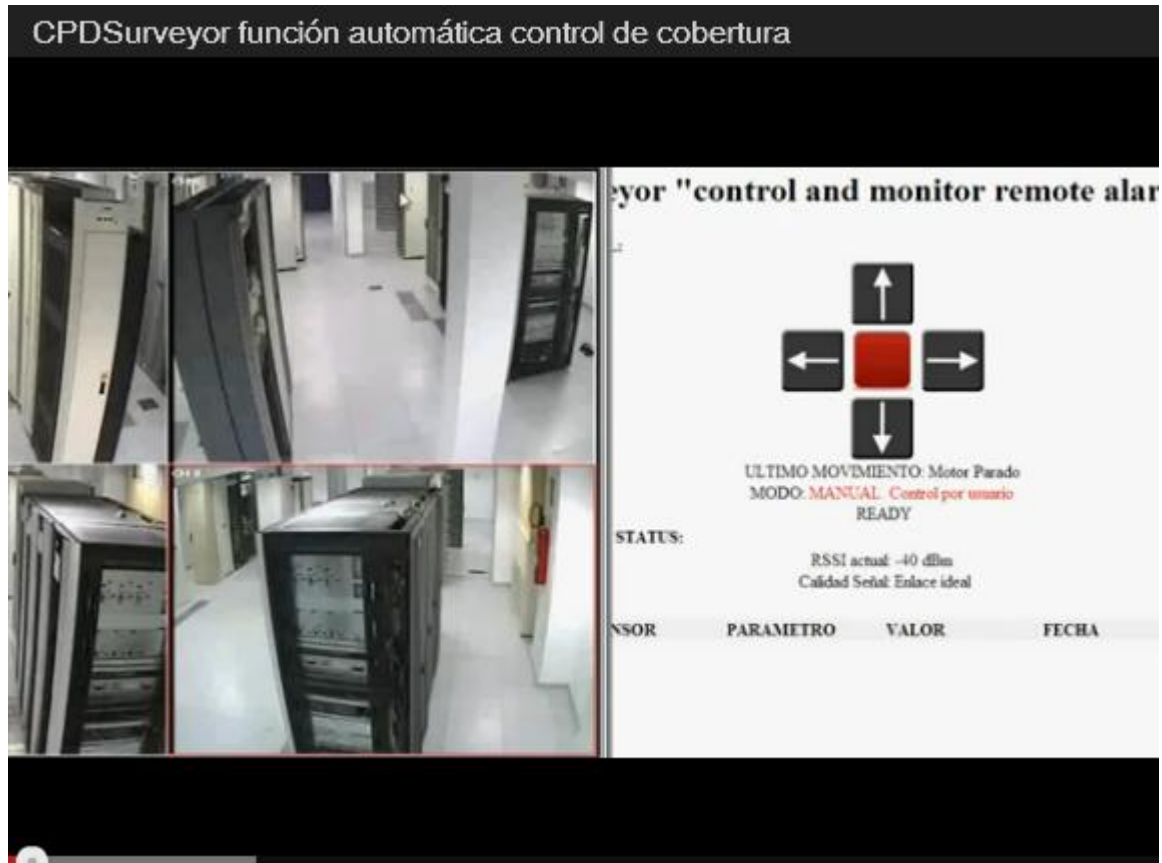 CPDSurveyor función automática control de cobertura
eyor "control and monitor remote alar
ULTIMO MOVIMIENTO: Motor Parado
MODO: MANUAL. Control por usuario
READY
STATUS:
RSSI actual: -40 dBm
Calidad Señal: Enlace ideal
NSOR PARAMETRO VALOR FECHA